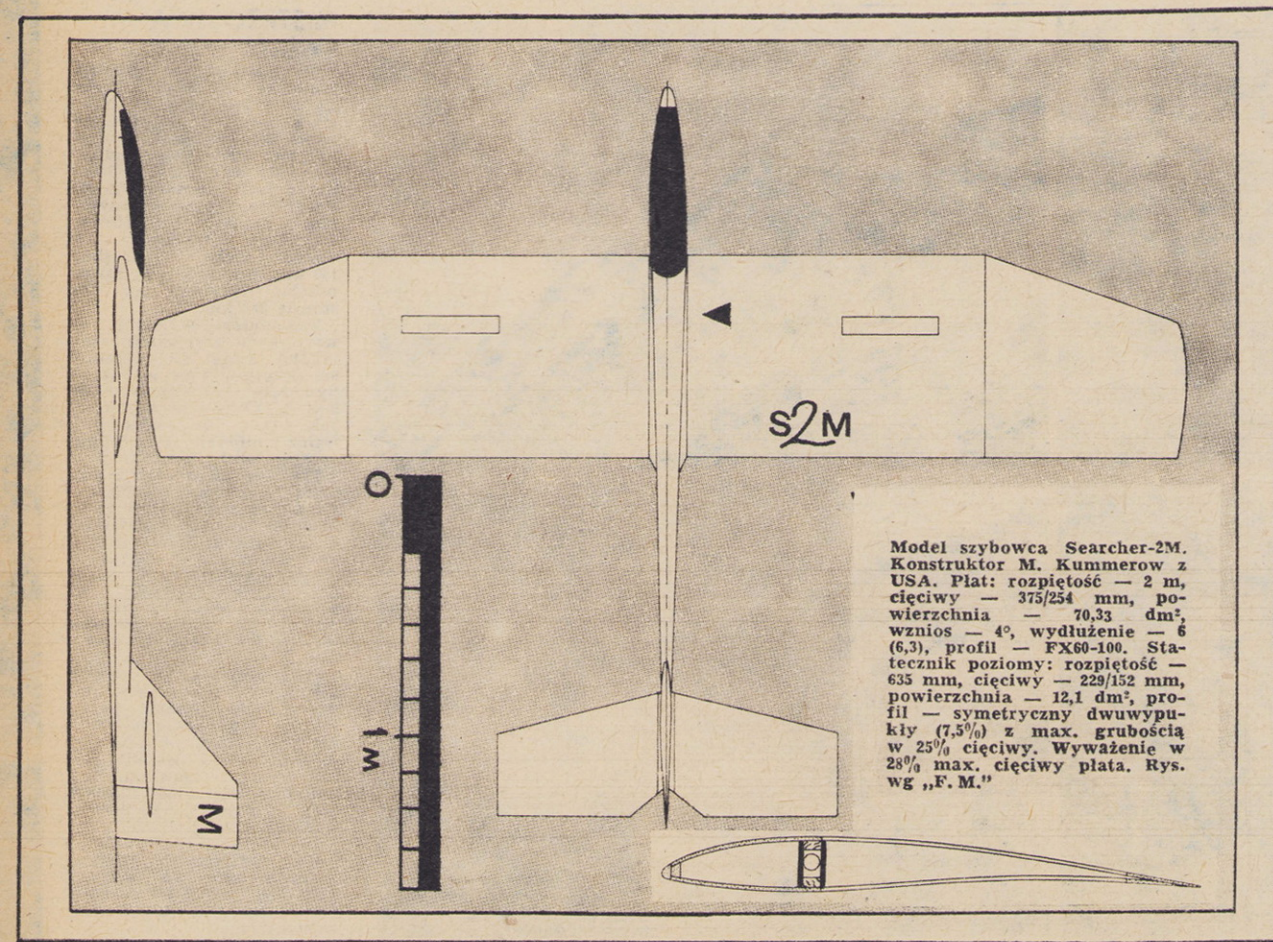 S2M
O
1m
M
Model szybowca Searcher-2M.
Konstruktor M. Kummerow z
USA. Płat: rozpiętość — 2 m,
cięciwy — 375/254 mm, po-
wierzchnia — 70,33 dm²,
wznios — 4°, wydłużenie — 6
(6,3), profil — FX60-100. Sta-
tecznik poziomy: rozpiętość —
635 mm, cięciwy — 229/152 mm,
powierzchnia — 12,1 dm², pro-
fil — symetryczny dwuwypu-
kły (7,5%) z max. grubością
w 25% cięciwy. Wyważenie w
28% max. cięciwy płata. Rys.
wg „F. M.”